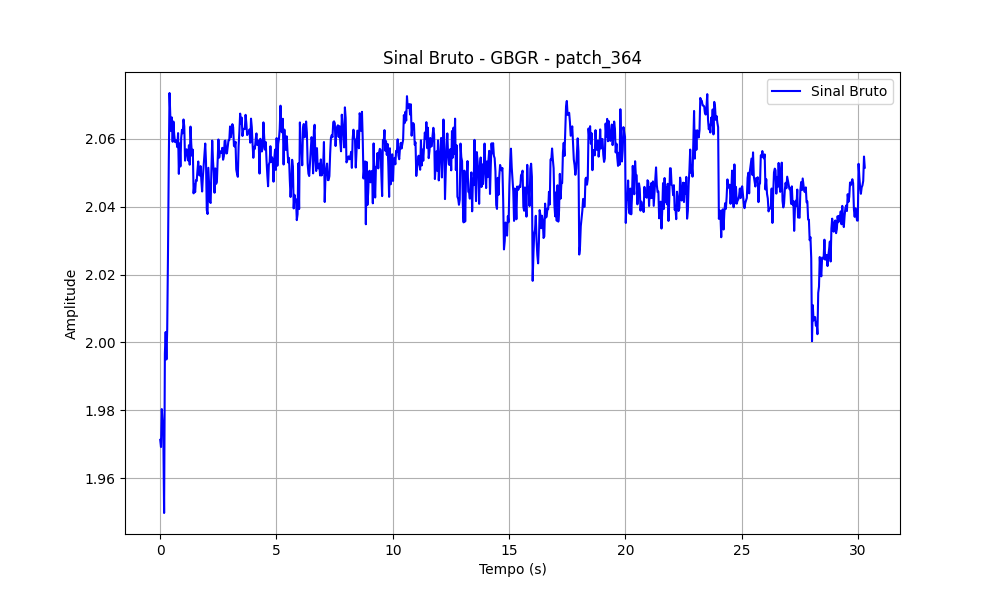 Sinal Bruto - GBGR - patch_364
Sinal Bruto
2.06
2.04
2.02
2.00
1.98
1.96
Amplitude
0 5 10 15 20 25 30
Tempo (s)